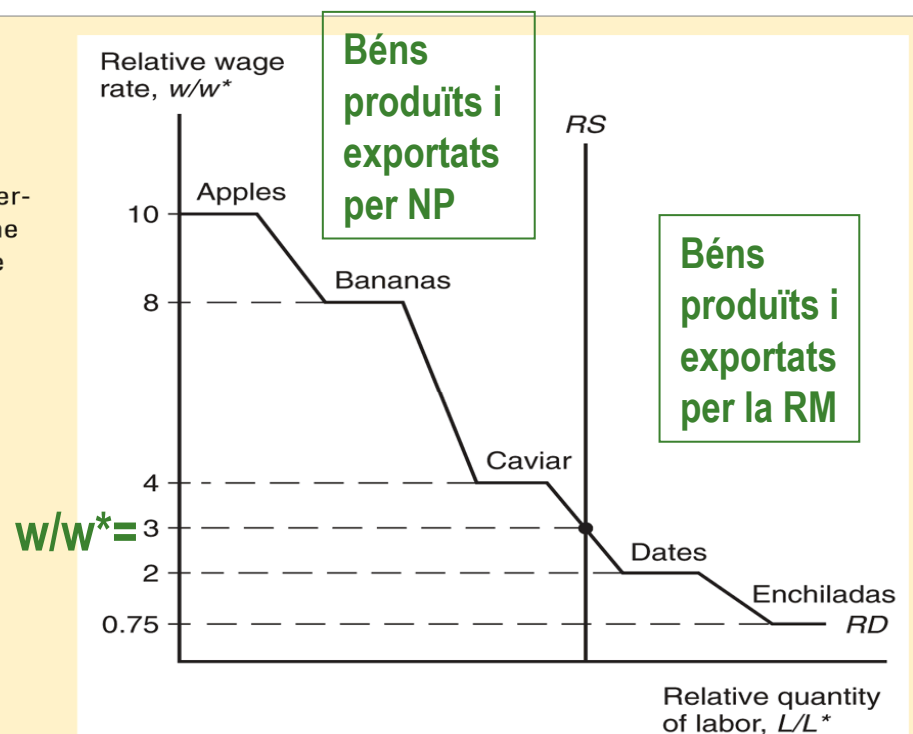 Relative wage
rate, w/w*
Béns
produïts i
exportats
per NP
RS
er-
e
Apples
10
Béns
produïts i
exportats
per la RM
Bananas
8
Caviar
4
w/w*=
3
Dates
2
Enchiladas
0.75
RD
Relative quantity
of labor, L/L*